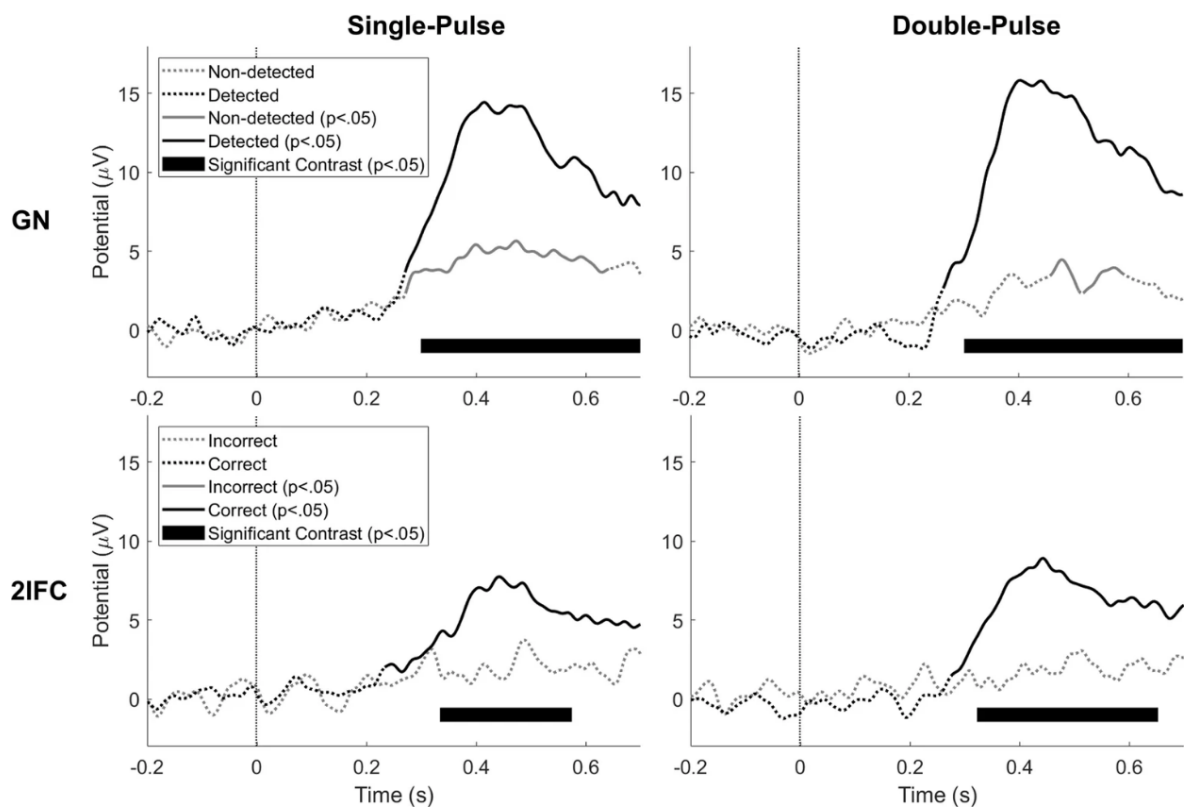 Single-Pulse
Double-Pulse
GN
Potential (μV)
15
10
5
0
Non-detected
Detected
Non-detected (p<.05)
Detected (p<.05)
Significant Contrast (p<.05)
-0.2 0 0.2 0.4 0.6
15
10
5
0
-0.2 0 0.2 0.4 0.6
2IFC
Potential (μV)
15
10
5
0
Incorrect
Correct
Incorrect (p<.05)
Correct (p<.05)
Significant Contrast (p<.05)
-0.2 0 0.2 0.4 0.6
Time (s)
15
10
5
0
-0.2 0 0.2 0.4 0.6
Time (s)